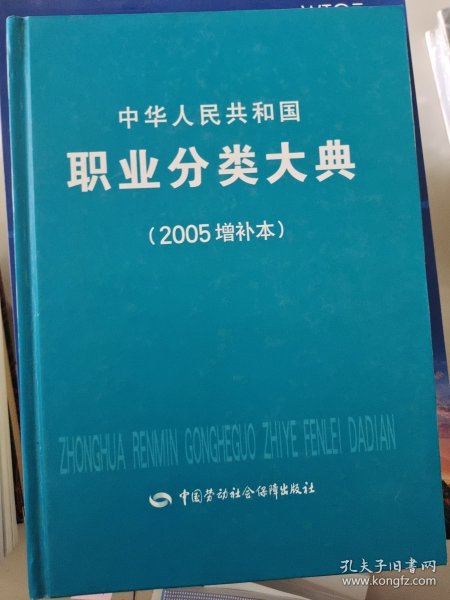 中华人民共和国
职业分类大典
(2005增补本)
ZHONGHUA RENMIN GONGHEGUO ZHIYE FENLEI DADIAN
中国劳动社会保障出版社
孔夫子旧书网
www.kongfz.com